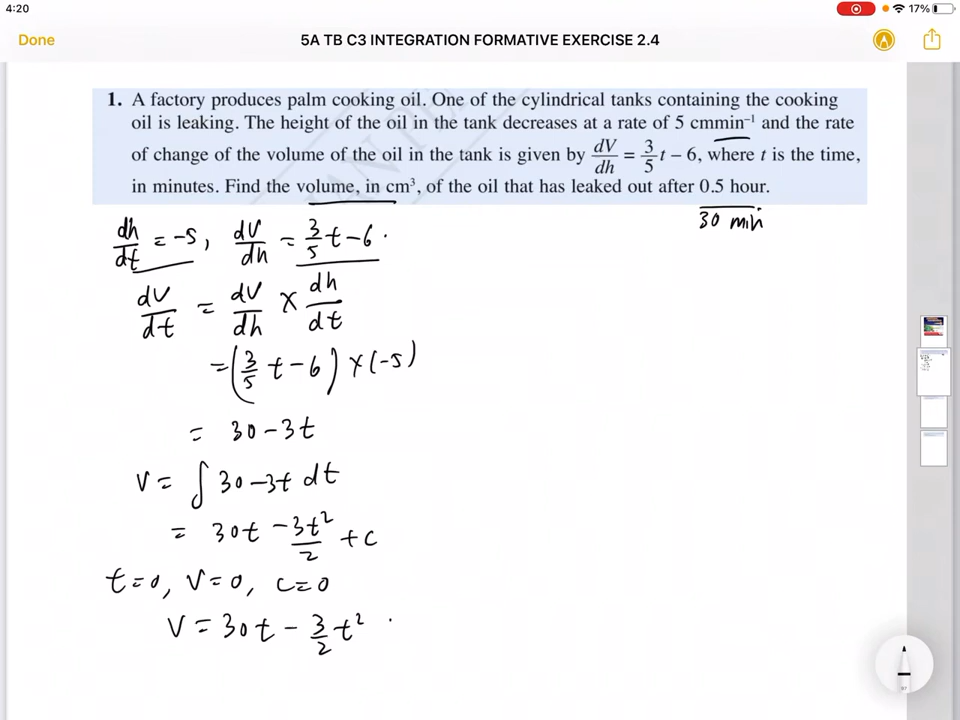 4:20
17%
Done
5A TB C3 INTEGRATION FORMATIVE EXERCISE 2.4
1. A factory produces palm cooking oil. One of the cylindrical tanks containing the cooking
oil is leaking. The height of the oil in the tank decreases at a rate of 5 cmmin⁻¹ and the rate
of change of the volume of the oil in the tank is given by dV/dh = 3/5 t – 6, where t is the time,
in minutes. Find the volume, in cm³, of the oil that has leaked out after 0.5 hour.
30 min
dh/dt = -5, dV/dh = 3/5 t - 6.
dV/dt = dV/dh × dh/dt
= (3/5 t - 6) × (-5)
= 30 - 3t
V = ∫ 30 - 3t dt
= 30t - 3t²/2 + c
t=0, V=0, c=0
V = 30t - 3/2 t²